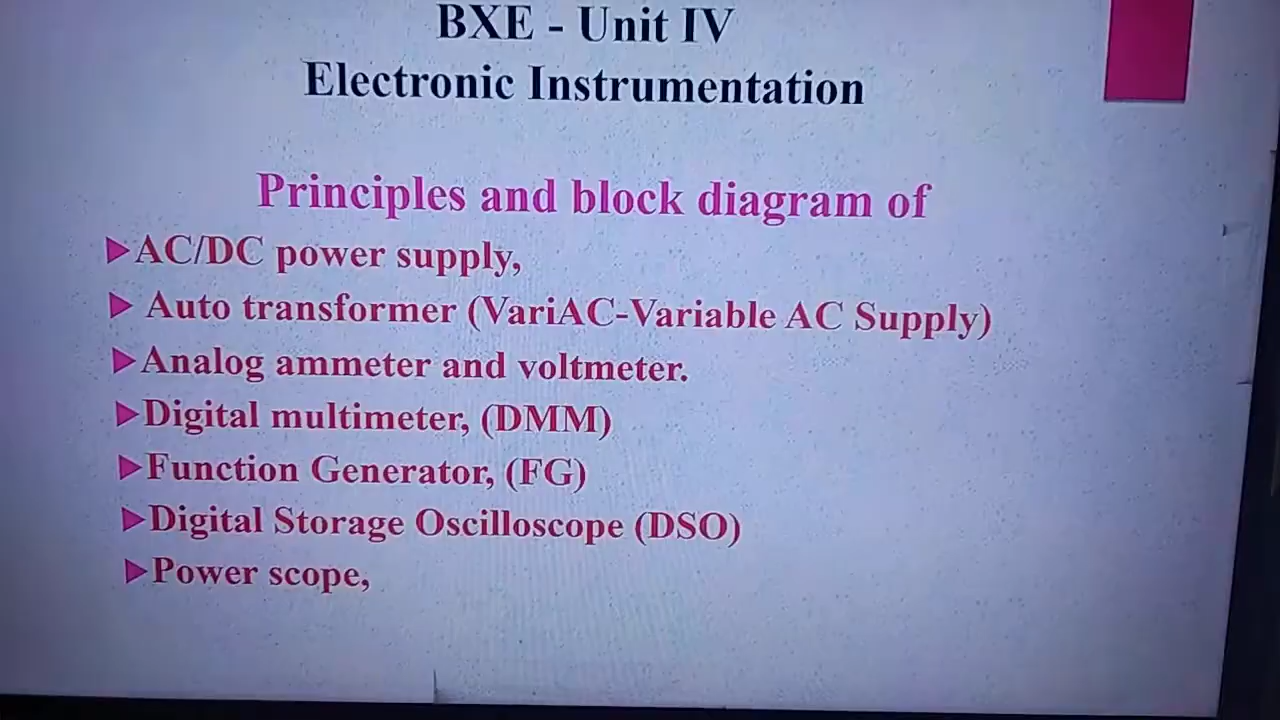 BXE - Unit IV
Electronic Instrumentation
Principles and block diagram of
AC/DC power supply,
Auto transformer (VariAC-Variable AC Supply)
Analog ammeter and voltmeter.
Digital multimeter, (DMM)
Function Generator, (FG)
Digital Storage Oscilloscope (DSO)
Power scope,